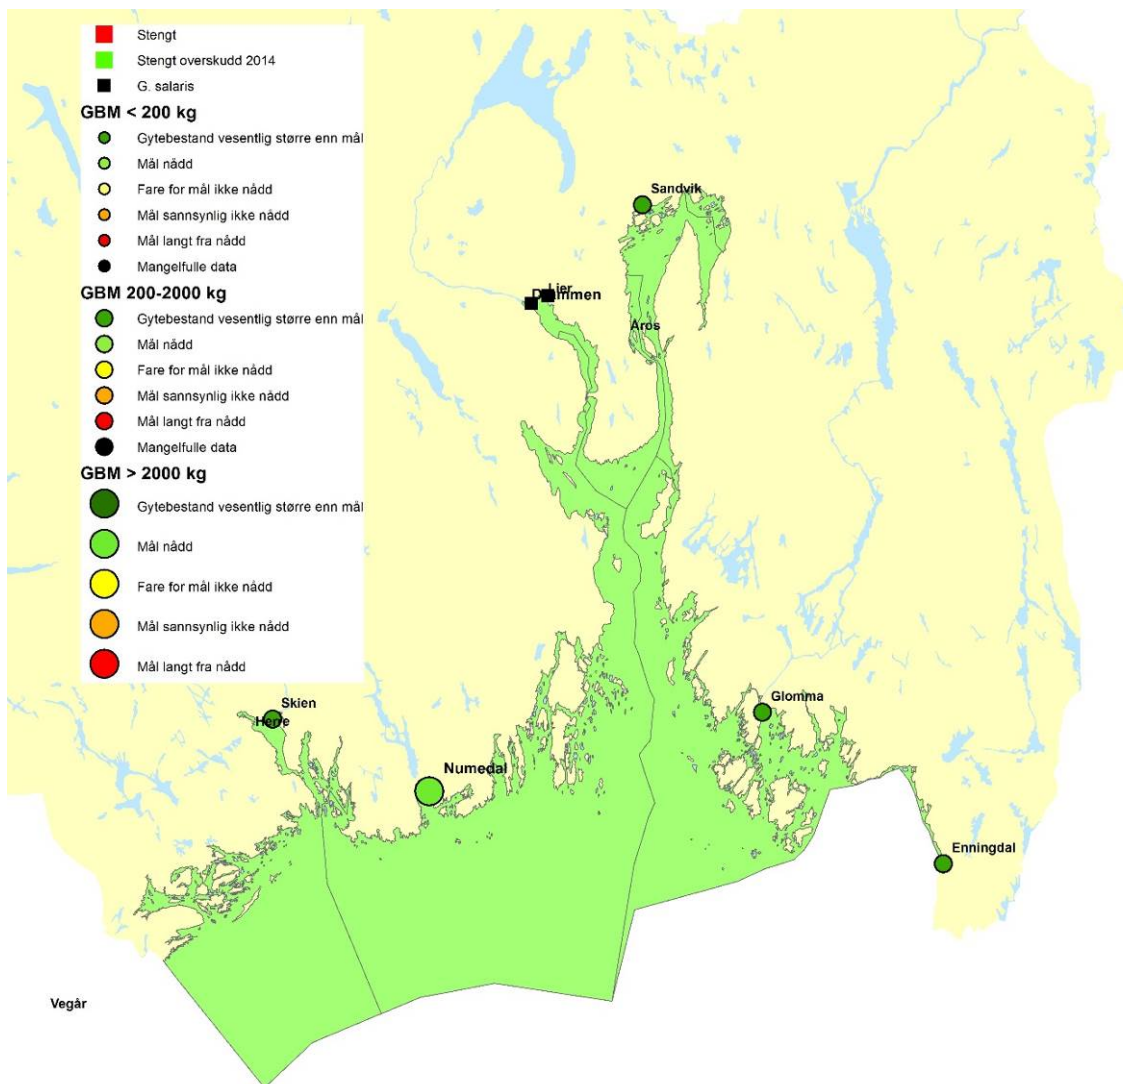 Stengt
Stengt overskudd 2014
G. salaris
GBM < 200 kg
Gytebestand vesentlig større enn mål
Mål nådd
Fare for mål ikke nådd
Mål sannsynlig ikke nådd
Mål langt fra nådd
Mangelfulle data
GBM 200-2000 kg
Gytebestand vesentlig større enn mål
Mål nådd
Fare for mål ikke nådd
Mål sannsynlig ikke nådd
Mål langt fra nådd
Mangelfulle data
GBM > 2000 kg
Gytebestand vesentlig større enn mål
Mål nådd
Fare for mål ikke nådd
Mål sannsynlig ikke nådd
Mål langt fra nådd
Sandvik
Lier
Drammen
Åros
Skien
Herre
Glomma
Numedal
Enningdal
Vegår